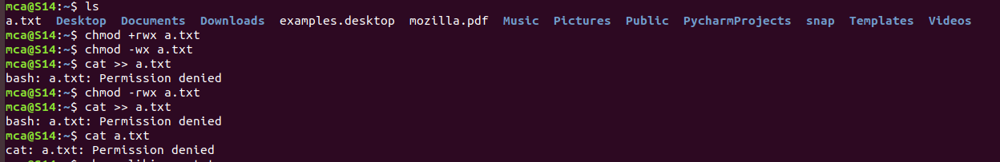 mca@S14:~$ ls
a.txt Desktop Documents Downloads examples.desktop mozilla.pdf Music Pictures Public PycharmProjects snap Templates Videos
mca@S14:~$ chmod +rwx a.txt
mca@S14:~$ chmod -wx a.txt
mca@S14:~$ cat >> a.txt
bash: a.txt: Permission denied
mca@S14:~$ chmod -rwx a.txt
mca@S14:~$ cat >> a.txt
bash: a.txt: Permission denied
mca@S14:~$ cat a.txt
cat: a.txt: Permission denied